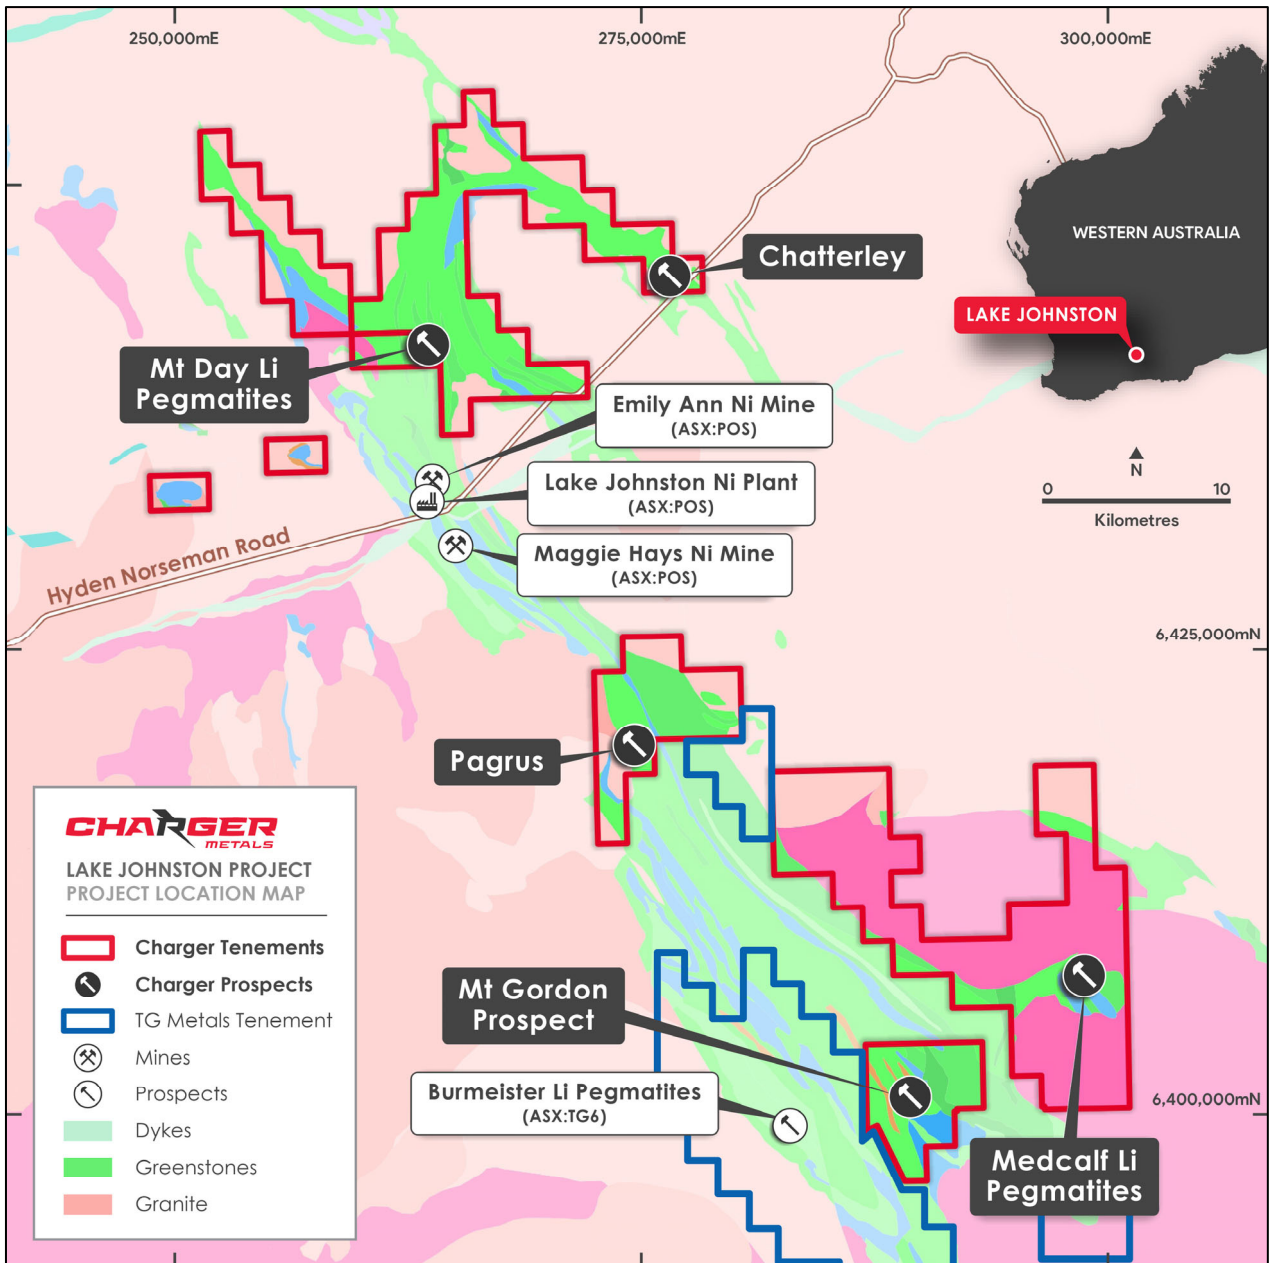 250,000mE
275,000mE
300,000mE
WESTERN AUSTRALIA
Chatterley
LAKE JOHNSTON
Mt Day Li
Pegmatites
Emily Ann Ni Mine
(ASX:POS)
N
Lake Johnston Ni Plant
(ASX:POS)
0 10
Kilometres
Hyden Norseman Road
Maggie Hays Ni Mine
(ASX:POS)
6,425,000mN
Pagrus
CHARGER
METALS
LAKE JOHNSTON PROJECT
PROJECT LOCATION MAP
Charger Tenements
Charger Prospects
TG Metals Tenement
Mines
Prospects
Dykes
Greenstones
Granite
Mt Gordon
Prospect
Burmeister Li Pegmatites
(ASX:TG6)
6,400,000mN
Medcalf Li
Pegmatites